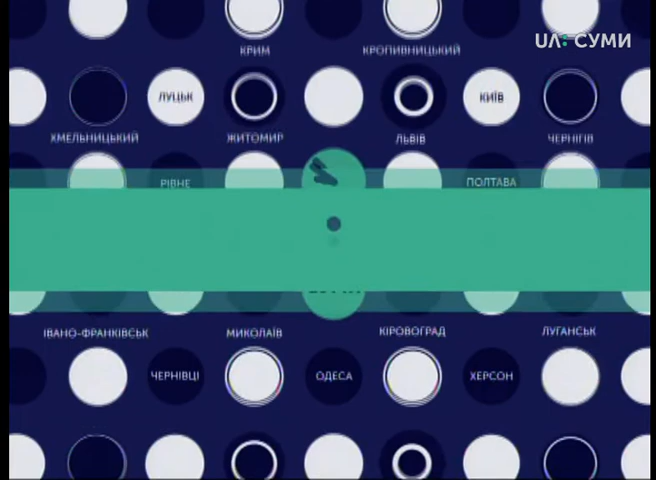 UA: СУМИ
КРИМ
КРОПИВНИЦЬКИЙ
ЛУЦЬК
КИЇВ
ХМЕЛЬНИЦЬКИЙ
ЖИТОМИР
ЛЬВІВ
ЧЕРНІГІВ
РІВНЕ
ПОЛТАВА
ІВАНО-ФРАНКІВСЬК
МИКОЛАЇВ
КІРОВОГРАД
ЛУГАНСЬК
ЧЕРНІВЦІ
ОДЕСА
ХЕРСОН